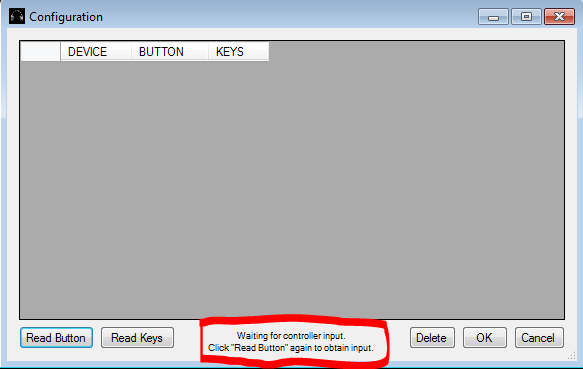 Configuration
DEVICE BUTTON KEYS
Read Button Read Keys Waiting for controller input.
Click "Read Button" again to obtain input. Delete OK Cancel